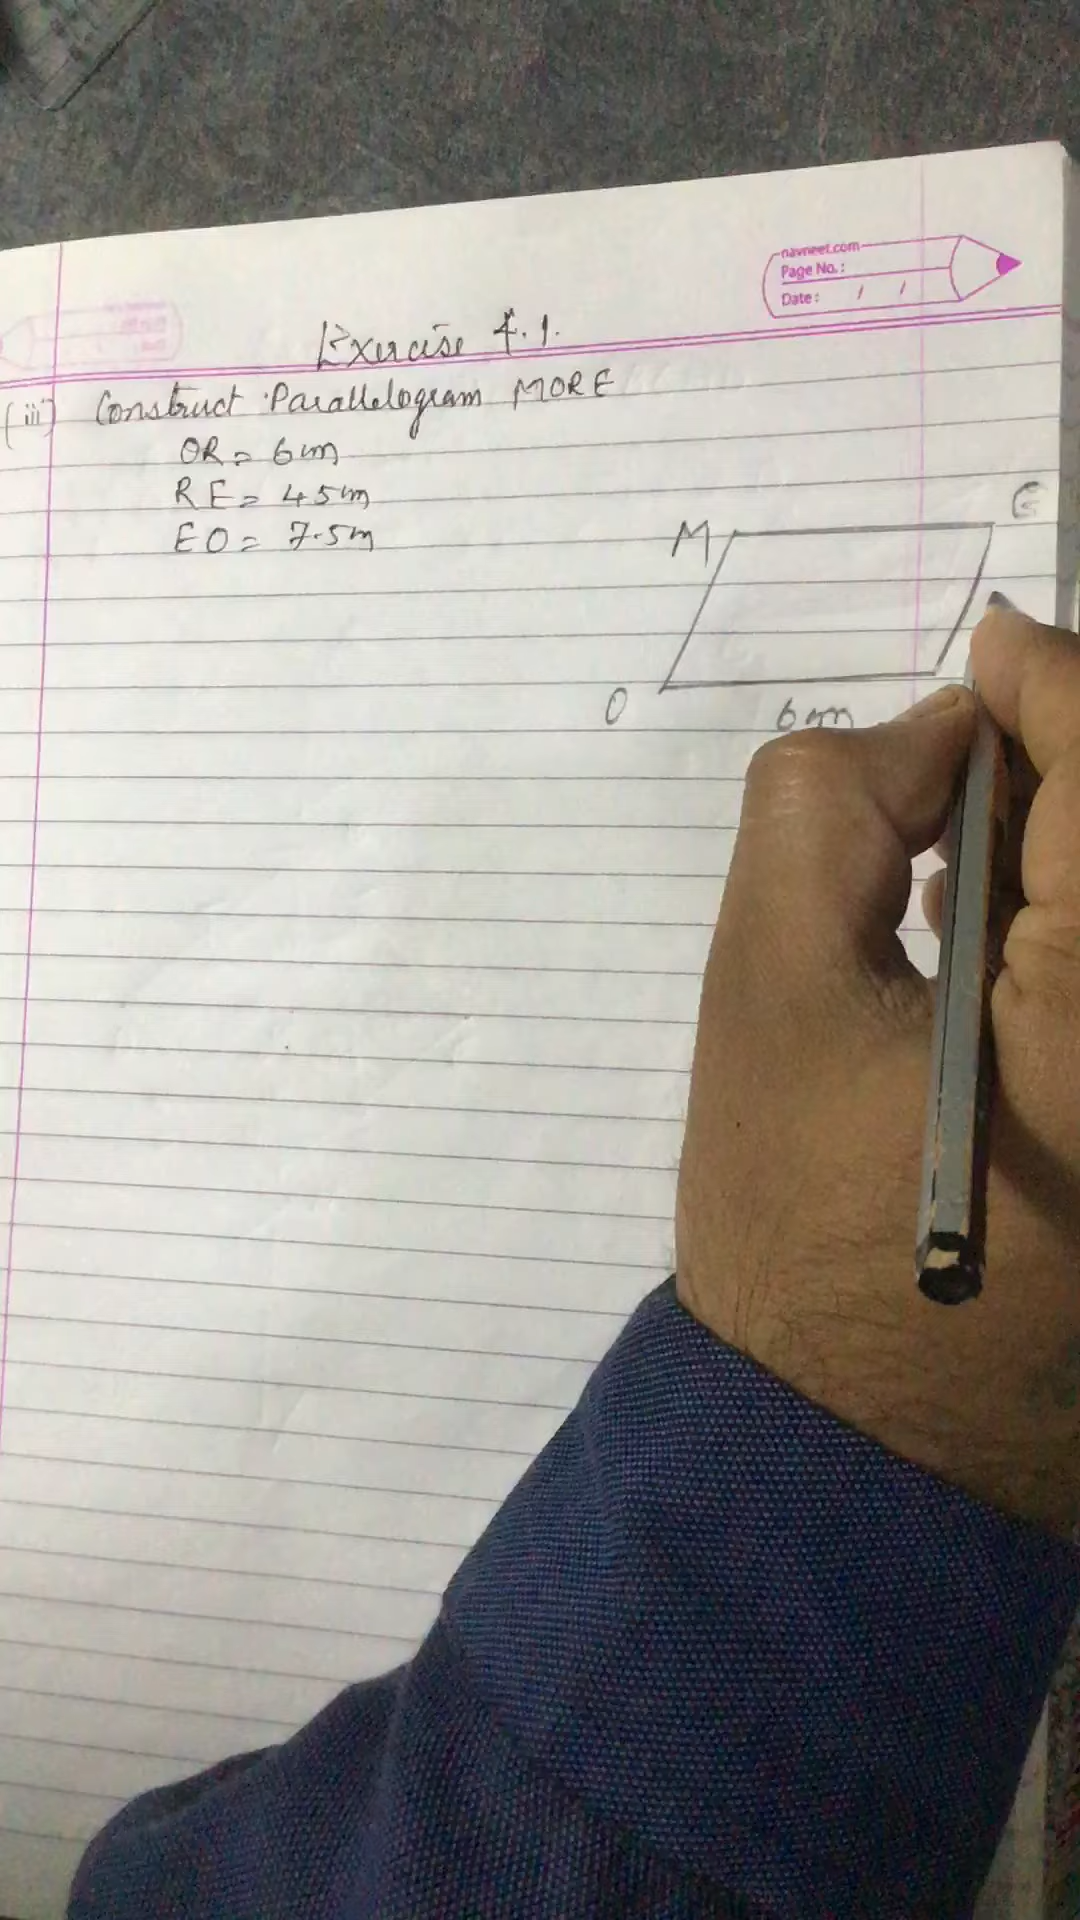 navneet.com
Page No. :
Date : / /
Exercise 4.1.
(iii) Construct Parallelogram MORE
OR = 6cm
RE = 4.5cm
EO = 7.5cm
M
E
O
6cm